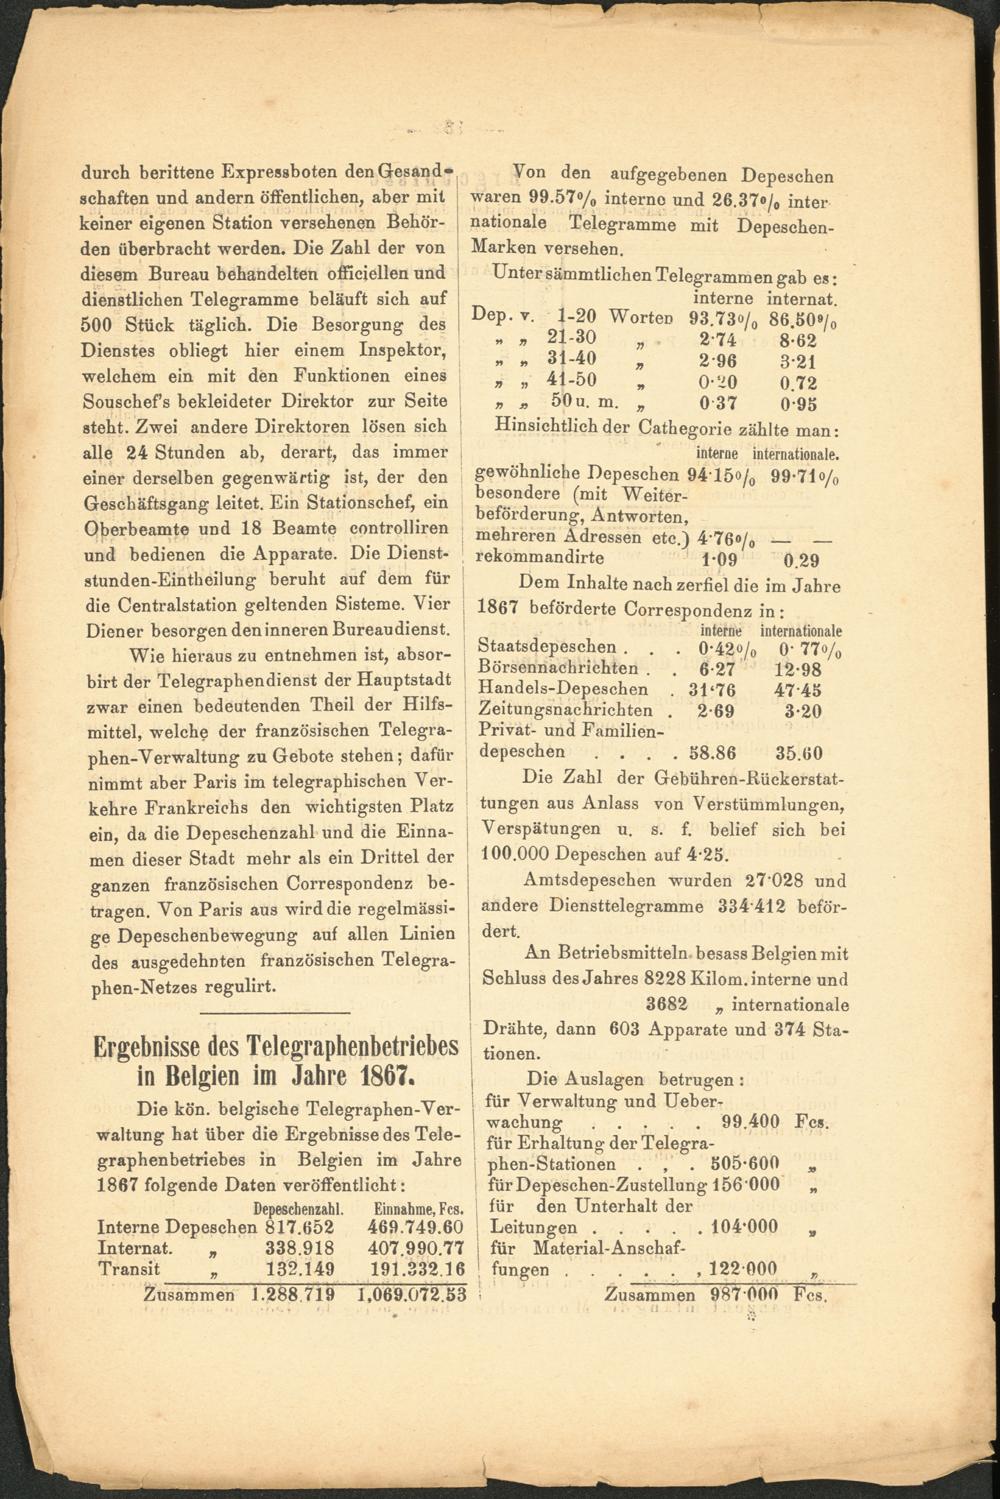 durch berittene Expressboten den Gesand-
schaften und andern öffentlichen, aber mit
keiner eigenen Station versehenen Behör-
den überbracht werden. Die Zahl der von
diesem Bureau behandelten officiellen und
dienstlichen Telegramme beläuft sich auf
500 Stück täglich. Die Besorgung des
Dienstes obliegt hier einem Inspektor,
welchem ein mit den Funktionen eines
Souschef's bekleideter Direktor zur Seite
steht. Zwei andere Direktoren lösen sich
alle 24 Stunden ab, derart, das immer
einer derselben gegenwärtig ist, der den
Geschäftsgang leitet. Ein Stationschef, ein
Oberbeamte und 18 Beamte controlliren
und bedienen die Apparate. Die Dienst-
stunden-Eintheilung beruht auf dem für
die Centralstation geltenden Sisteme. Vier
Diener besorgen den inneren Bureaudienst.
Wie hieraus zu entnehmen ist, absor-
birt der Telegraphendienst der Hauptstadt
zwar einen bedeutenden Theil der Hilfs-
mittel, welche der französischen Telegra-
phen-Verwaltung zu Gebote stehen; dafür
nimmt aber Paris im telegraphischen Ver-
kehre Frankreichs den wichtigsten Platz
ein, da die Depeschenzahl und die Einna-
men dieser Stadt mehr als ein Drittel der
ganzen französischen Correspondenz be-
tragen. Von Paris aus wird die regelmässi-
ge Depeschenbewegung auf allen Linien
des ausgedehnten französischen Telegra-
phen-Netzes regulirt.
Ergebnisse des Telegraphenbetriebes
in Belgien im Jahre 1867.
Die kön. belgische Telegraphen-Ver-
waltung hat über die Ergebnisse des Tele-
graphenbetriebes in Belgien im Jahre
1867 folgende Daten veröffentlicht:
Depeschenzahl. Einnahme, Fcs.
Interne Depeschen 817.652 469.749.60
Internat. „ 338.918 407.990.77
Transit „ 132.149 191.332.16
Zusammen 1.288.719 1,069.072.53
Von den aufgegebenen Depeschen
waren 99.57% interne und 26.37% inter
nationale Telegramme mit Depeschen-
Marken versehen.
Unter sämmtlichen Telegrammen gab es:
interne internat.
Dep. v. 1-20 Worten 93.73% 86.50%
„ „ 21-30 „ 2·74 8·62
„ „ 31-40 „ 2·96 3·21
„ „ 41-50 „ 0·20 0.72
„ „ 50 u. m. „ 0·37 0·95
Hinsichtlich der Cathegorie zählte man:
interne internationale.
gewöhnliche Depeschen 94·15% 99·71%
besondere (mit Weiter-
beförderung, Antworten,
mehreren Adressen etc.) 4·76% — —
rekommandirte 1·09 0.29
Dem Inhalte nach zerfiel die im Jahre
1867 beförderte Correspondenz in:
interne internationale
Staatsdepeschen . . . 0·42% 0·77%
Börsennachrichten . . 6·27 12·98
Handels-Depeschen . 31·76 47·45
Zeitungsnachrichten . 2·69 3·20
Privat- und Familien-
depeschen . . . . 58.86 35.60
Die Zahl der Gebühren-Rückerstat-
tungen aus Anlass von Verstümmlungen,
Verspätungen u. s. f. belief sich bei
100.000 Depeschen auf 4·25.
Amtsdepeschen wurden 27·028 und
andere Diensttelegramme 334·412 beför-
dert.
An Betriebsmitteln besass Belgien mit
Schluss des Jahres 8228 Kilom. interne und
3682 „ internationale
Drähte, dann 603 Apparate und 374 Sta-
tionen.
Die Auslagen betrugen:
für Verwaltung und Ueber-
wachung . . . . . 99.400 Fcs.
für Erhaltung der Telegra-
phen-Stationen . , . 505·600 „
für Depeschen-Zustellung 156·000 „
für den Unterhalt der
Leitungen . . . . . 104·000 „
für Material-Anschaf-
fungen . . . . . , 122·000 „
Zusammen 987·000 Fcs.